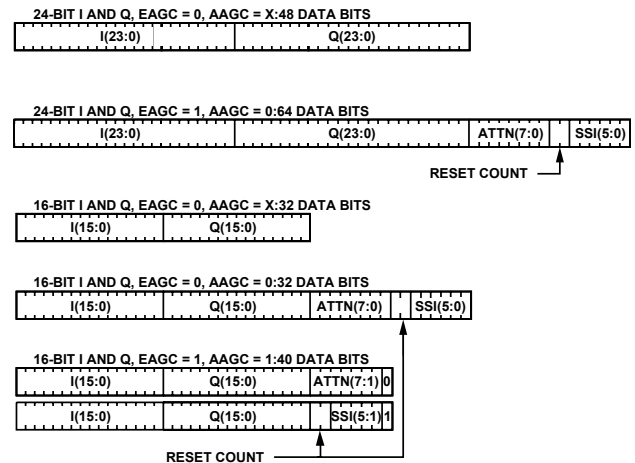 24-BIT I AND Q, EAGC = 0, AAGC = X:48 DATA BITS
I(23:0) Q(23:0)
24-BIT I AND Q, EAGC = 1, AAGC = 0:64 DATA BITS
I(23:0) Q(23:0) ATTN(7:0) SSI(5:0)
RESET COUNT
16-BIT I AND Q, EAGC = 0, AAGC = X:32 DATA BITS
I(15:0) Q(15:0)
16-BIT I AND Q, EAGC = 0, AAGC = 0:32 DATA BITS
I(15:0) Q(15:0) ATTN(7:0) SSI(5:0)
16-BIT I AND Q, EAGC = 1, AAGC = 1:40 DATA BITS
I(15:0) Q(15:0) ATTN(7:1) 0
I(15:0) Q(15:0) SSI(5:1) 1
RESET COUNT